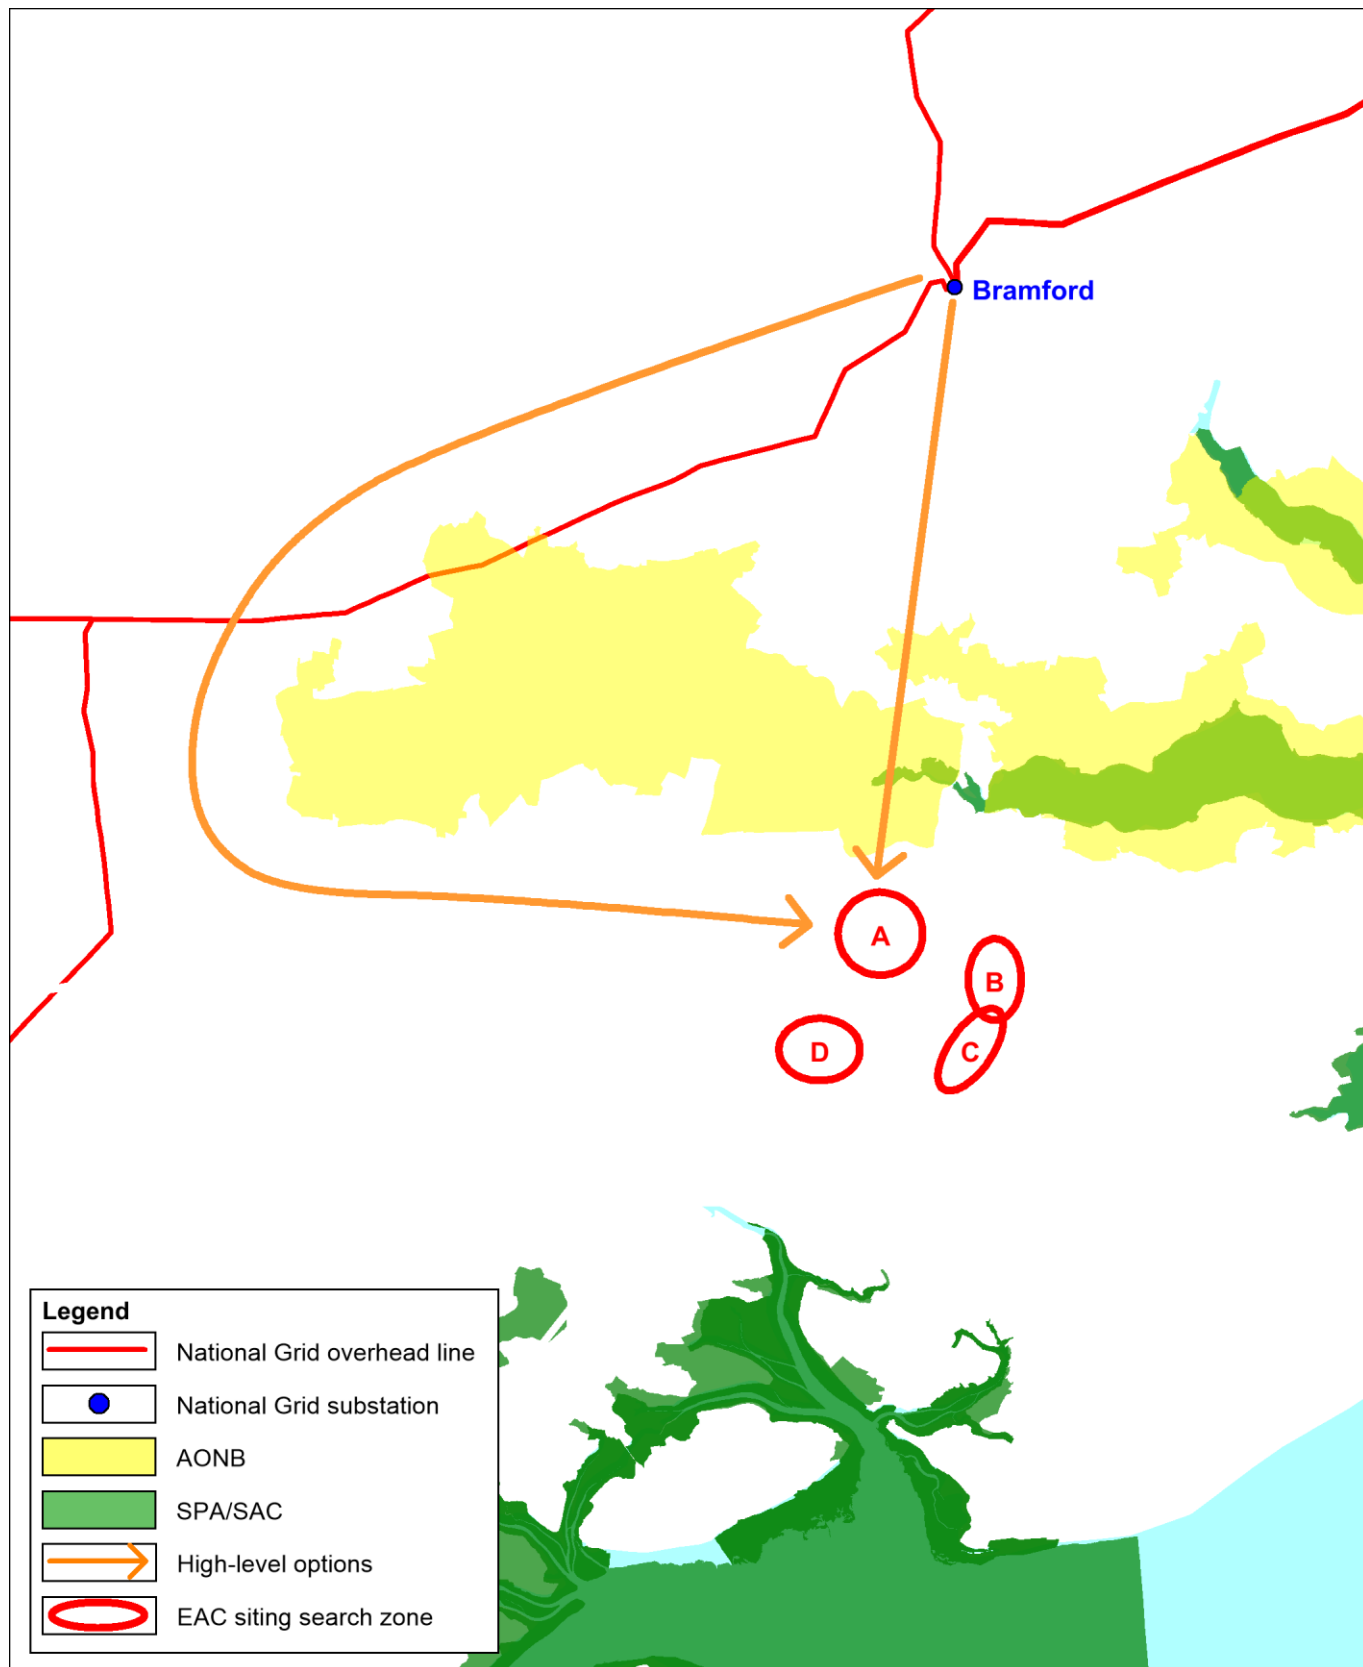 Bramford
A
B
C
D
Legend
National Grid overhead line
National Grid substation
AONB
SPA/SAC
High-level options
EAC siting search zone